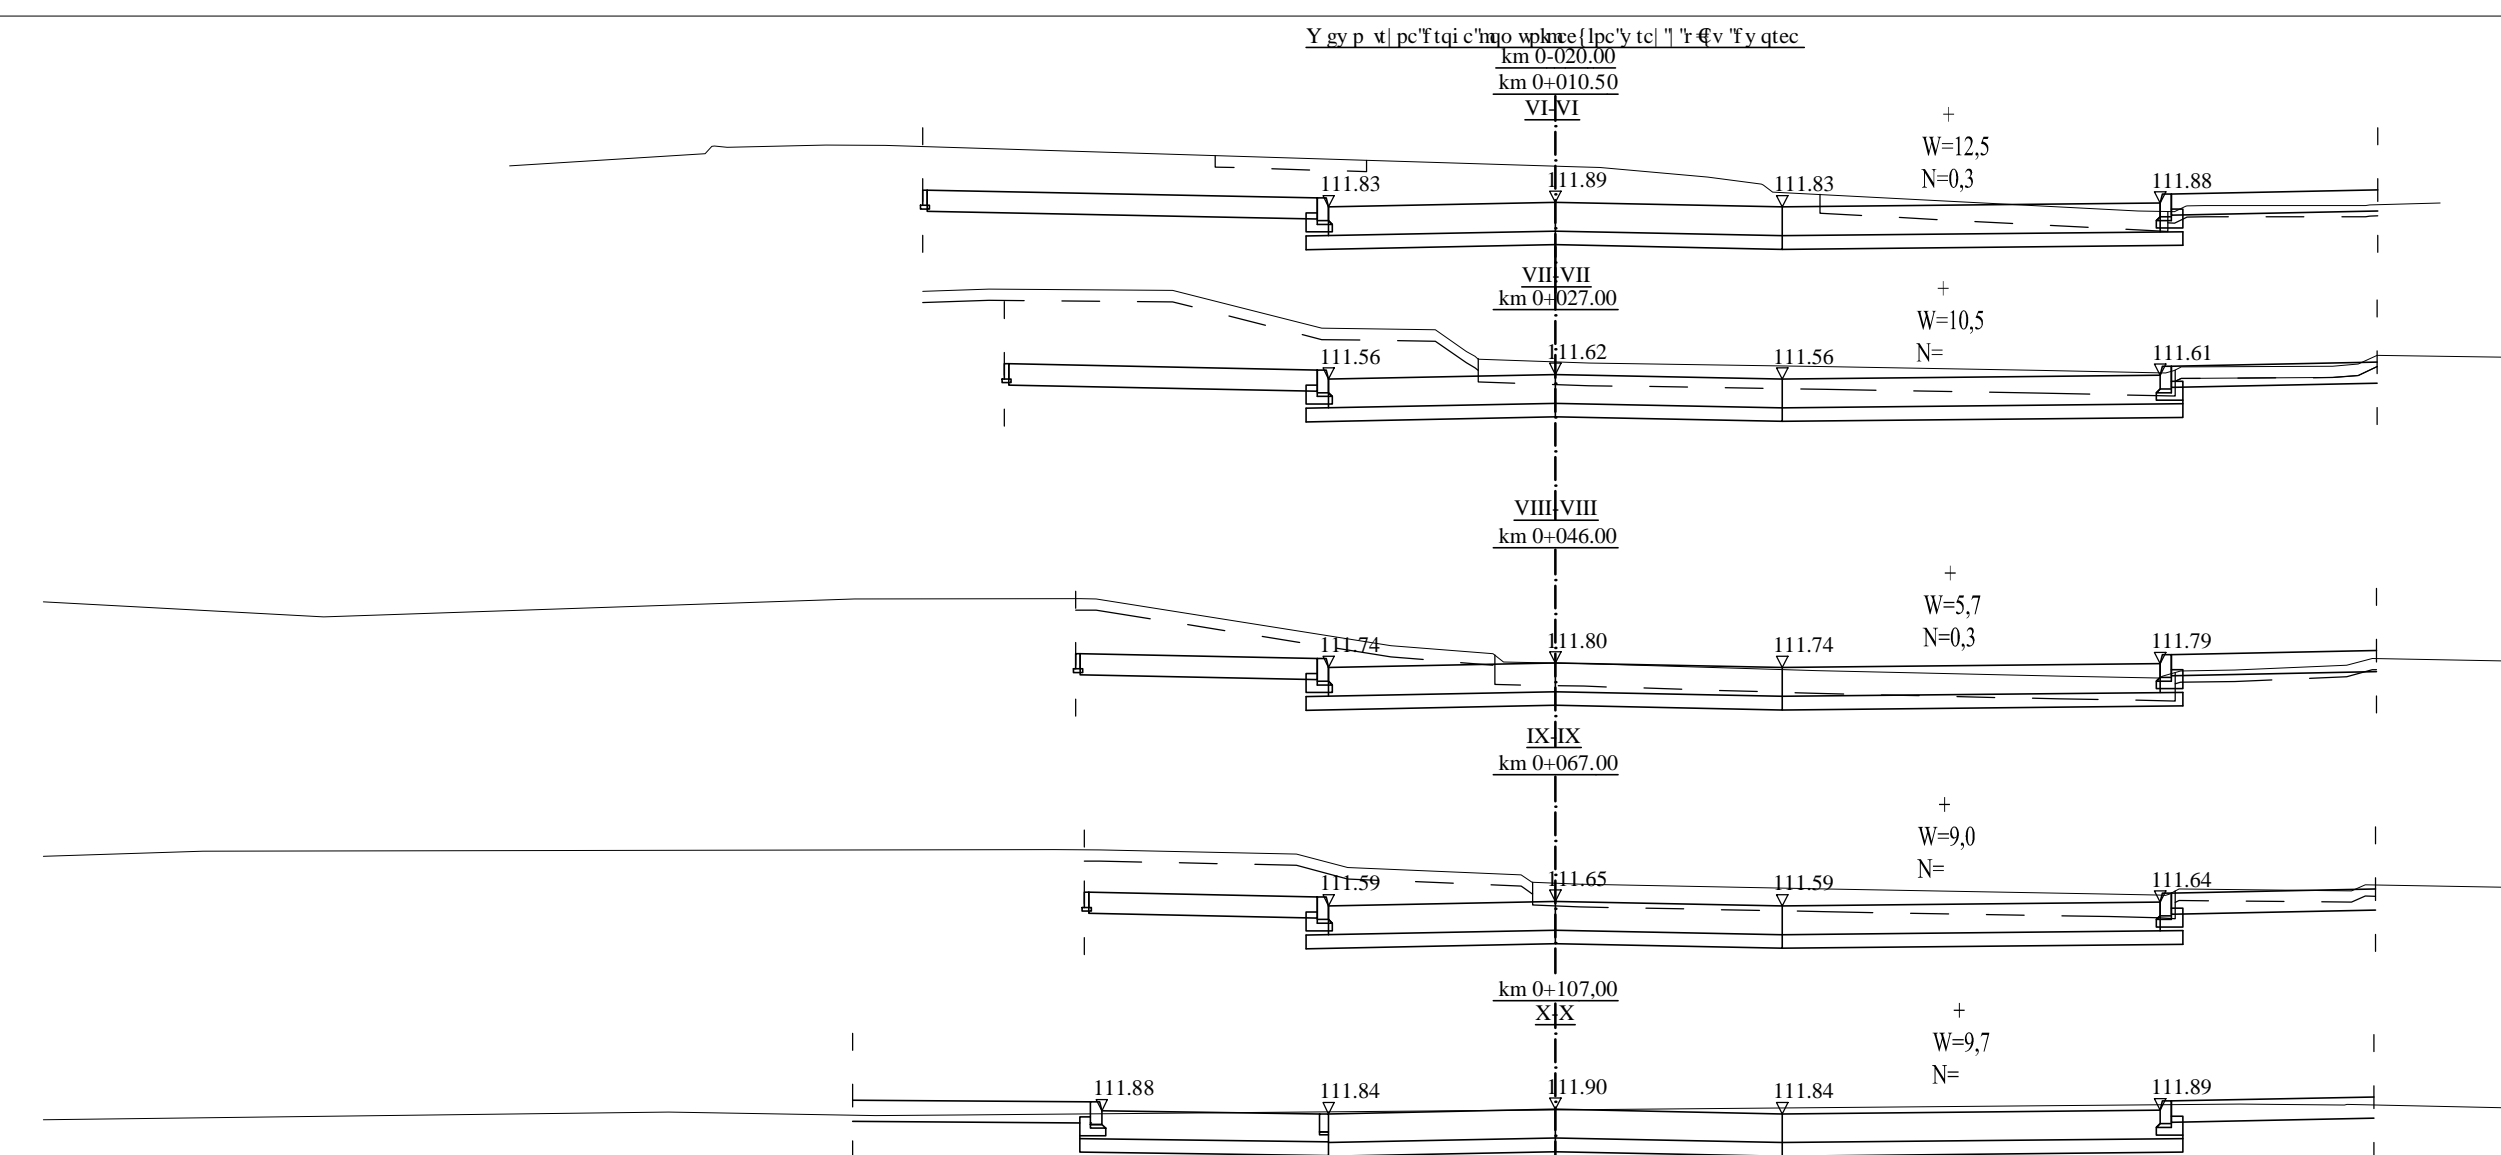 km 0-020.00
km 0+010.50
VI-VI
+
W=12,5
N=0,3
111.83 111.89 111.83 111.88
VII-VII
km 0+027.00
+
W=10,5
N=
111.56 111.62 111.56 111.61
VIII-VIII
km 0+046.00
+
W=5,7
N=0,3
111.74 111.80 111.74 111.79
IX-IX
km 0+067.00
+
W=9,0
N=
111.59 111.65 111.59 111.64
km 0+107,00
X-X
+
W=9,7
N=
111.88 111.84 111.90 111.84 111.89